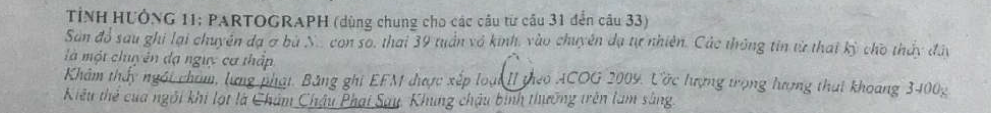 TÌNH HUỐNG 11: PARTOGRAPH (dùng chung cho các câu từ câu 31 đến câu 33)
Sản đồ sau ghi lại chuyển dạ ở bà N., con so, thai 39 tuần vô kinh, vào chuyển dạ tự nhiên. Các thông tin từ thai kỳ cho thấy đây
là một chuyển dạ nguy cơ thấp.
Khám thấy ngôi chỏm, lưng phải. Băng ghi EFM được xếp loại II theo ACOG 2009. Ước lượng trọng lượng thai khoảng 3400g.
Kiểu thế của ngôi khi lọt là Chẩm Chậu Phải Sau. Khung chậu bình thường trên lâm sàng.